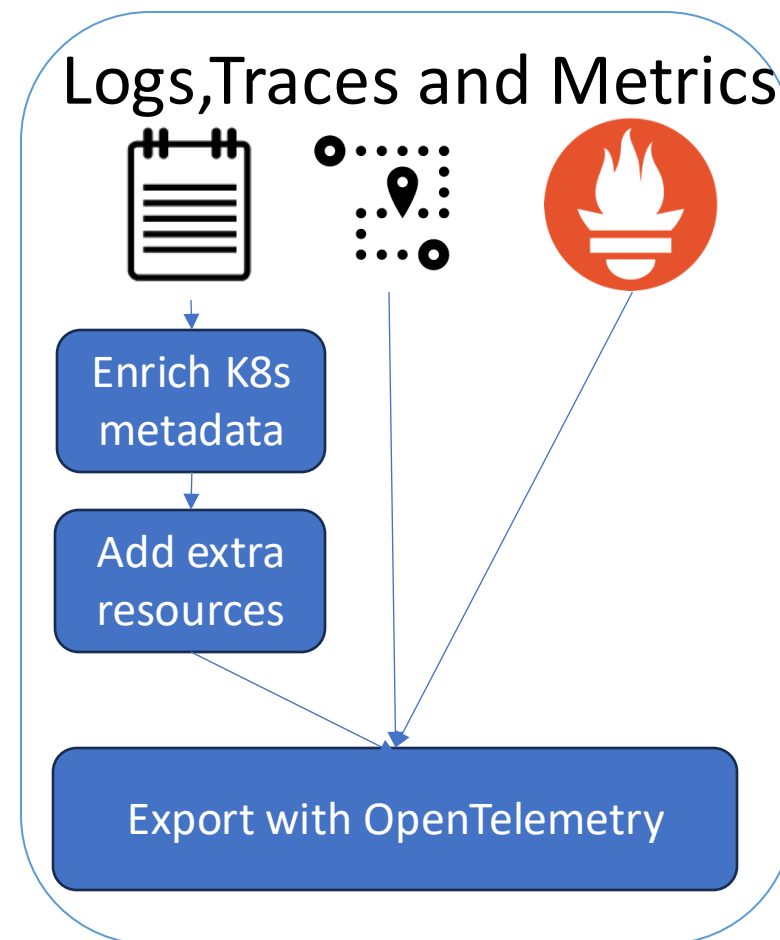 Logs,Traces and Metrics
Enrich K8s
metadata
Add extra
resources
Export with OpenTelemetry